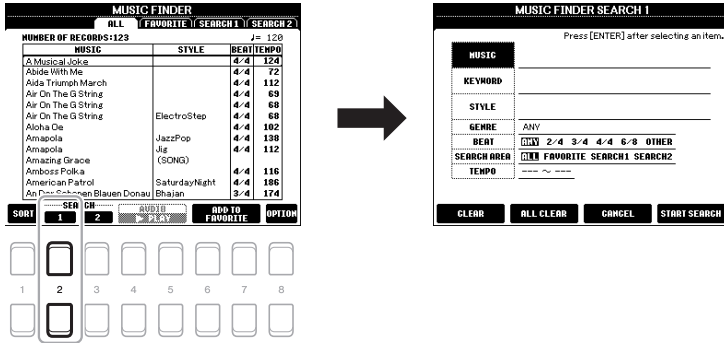 MUSIC FINDER
ALL FAVORITE SEARCH 1 SEARCH 2
NUMBER OF RECORDS:123 ♩= 120
MUSIC STYLE BEAT TEMPO
A Musical Joke 4/4 124
Abide With Me 4/4 72
Aida Triumph March 4/4 112
Air On The G String 4/4 69
Air On The G String 4/4 68
Air On The G String ElectroStep 4/4 68
Aloha Oe 4/4 102
Amapola JazzPop 4/4 138
Amapola Jig 4/4 112
Amazing Grace (SONG)
Amboss Polka 4/4 116
American Patrol SaturdayNight 4/4 186
An Der Schonen Blauen Donau Bhajan 3/4 174
SORT SEARCH 1 2 AUDIO ▶ PLAY ADD TO FAVORITE OPTION
1 2 3 4 5 6 7 8
MUSIC FINDER SEARCH 1
Press [ENTER] after selecting an item.
MUSIC
KEYWORD
STYLE
GENRE ANY
BEAT ANY 2/4 3/4 4/4 6/8 OTHER
SEARCH AREA ALL FAVORITE SEARCH1 SEARCH2
TEMPO --- ~ ---
CLEAR ALL CLEAR CANCEL START SEARCH